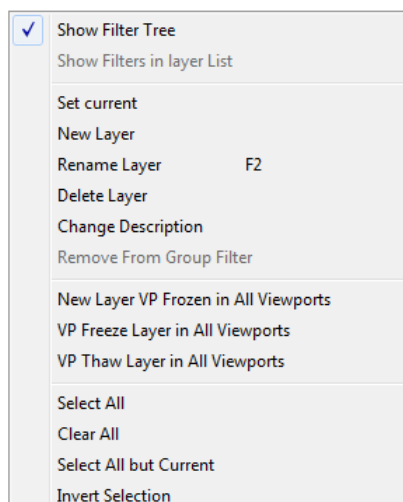 Show Filter Tree
Show Filters in layer List
Set current
New Layer
Rename Layer F2
Delete Layer
Change Description
Remove From Group Filter
New Layer VP Frozen in All Viewports
VP Freeze Layer in All Viewports
VP Thaw Layer in All Viewports
Select All
Clear All
Select All but Current
Invert Selection